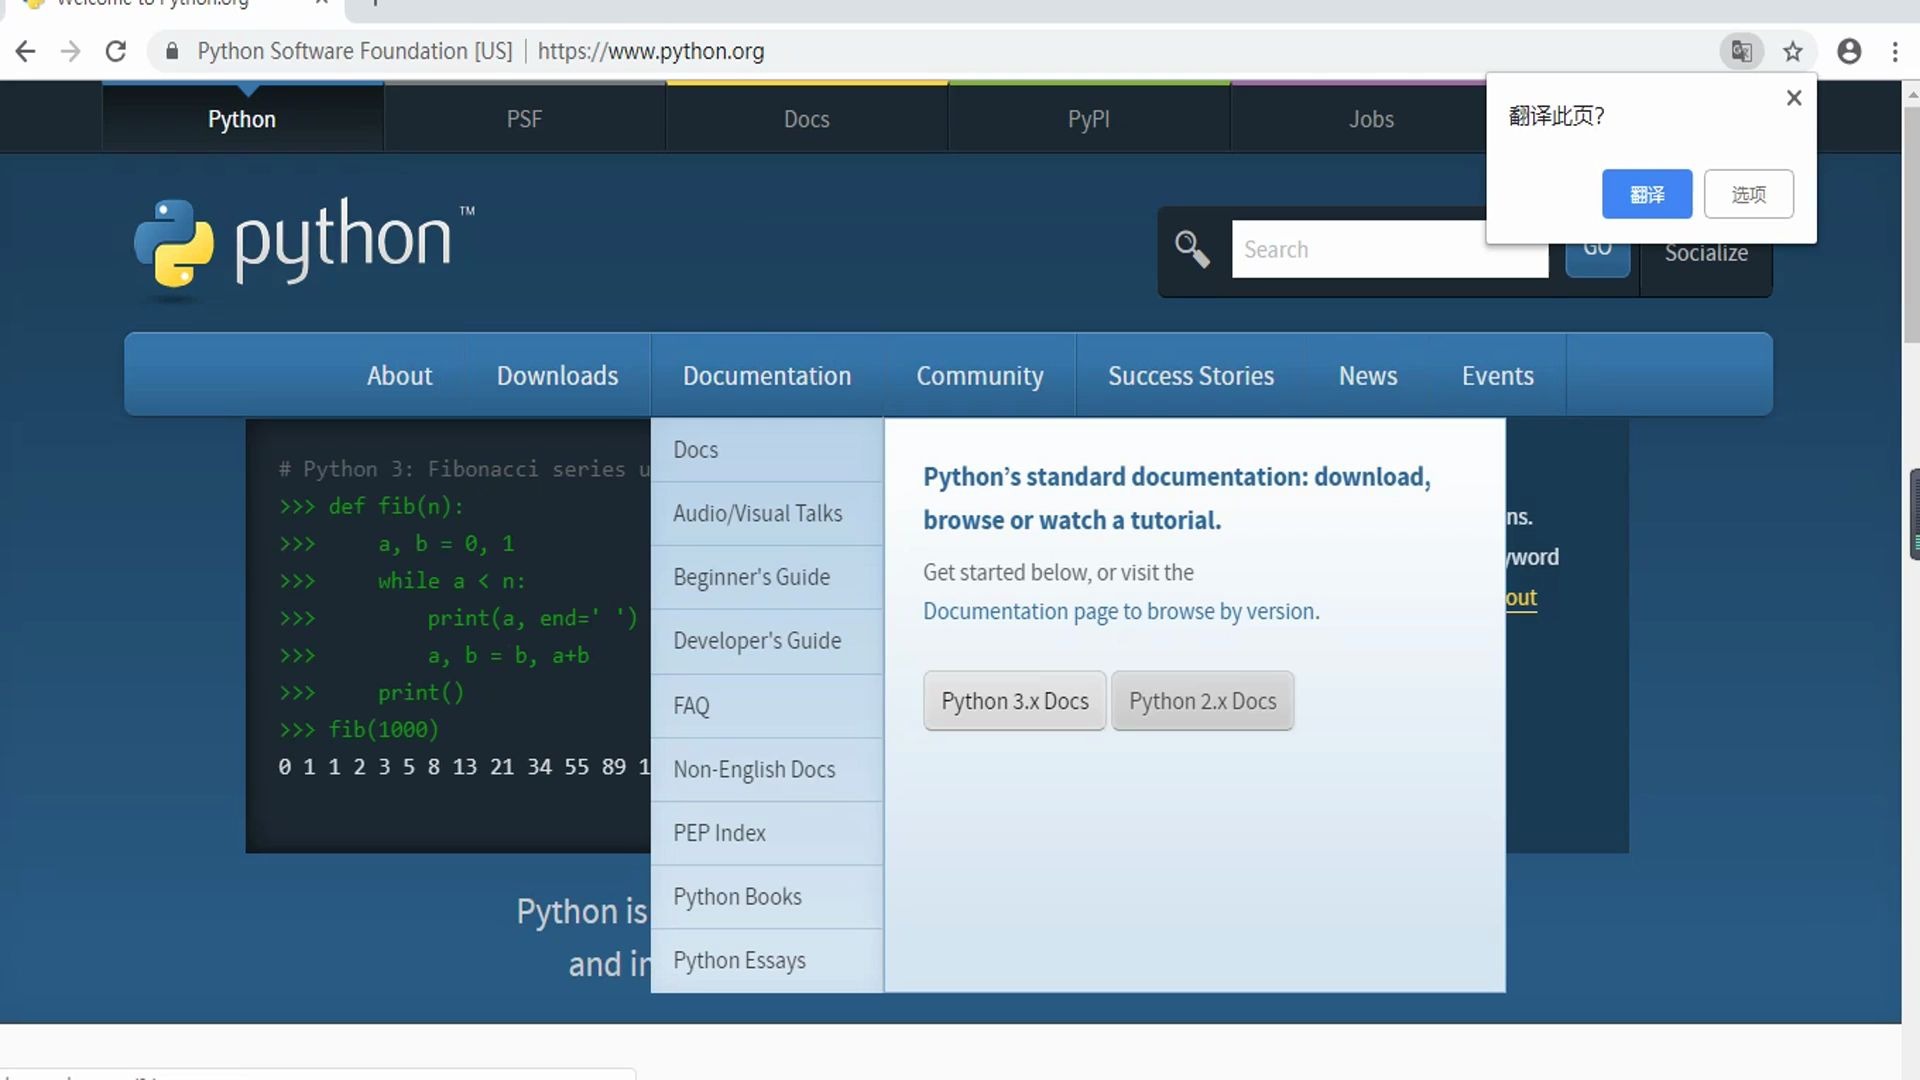 Welcome to Python.org
Python Software Foundation [US] | https://www.python.org
Python
PSF
Docs
PyPI
Jobs
翻译此页?
翻译
选项
python™
Search
GO
Socialize
About
Downloads
Documentation
Community
Success Stories
News
Events
# Python 3: Fibonacci series u
>>> def fib(n):
>>>     a, b = 0, 1
>>>     while a < n:
>>>         print(a, end=' ')
>>>         a, b = b, a+b
>>>     print()
>>> fib(1000)
0 1 1 2 3 5 8 13 21 34 55 89 1
Docs
Audio/Visual Talks
Beginner's Guide
Developer's Guide
FAQ
Non-English Docs
PEP Index
Python Books
Python Essays
Python’s standard documentation: download,
browse or watch a tutorial.
Get started below, or visit the
Documentation page to browse by version.
Python 3.x Docs
Python 2.x Docs
ns.
yword
out
Python is
and in